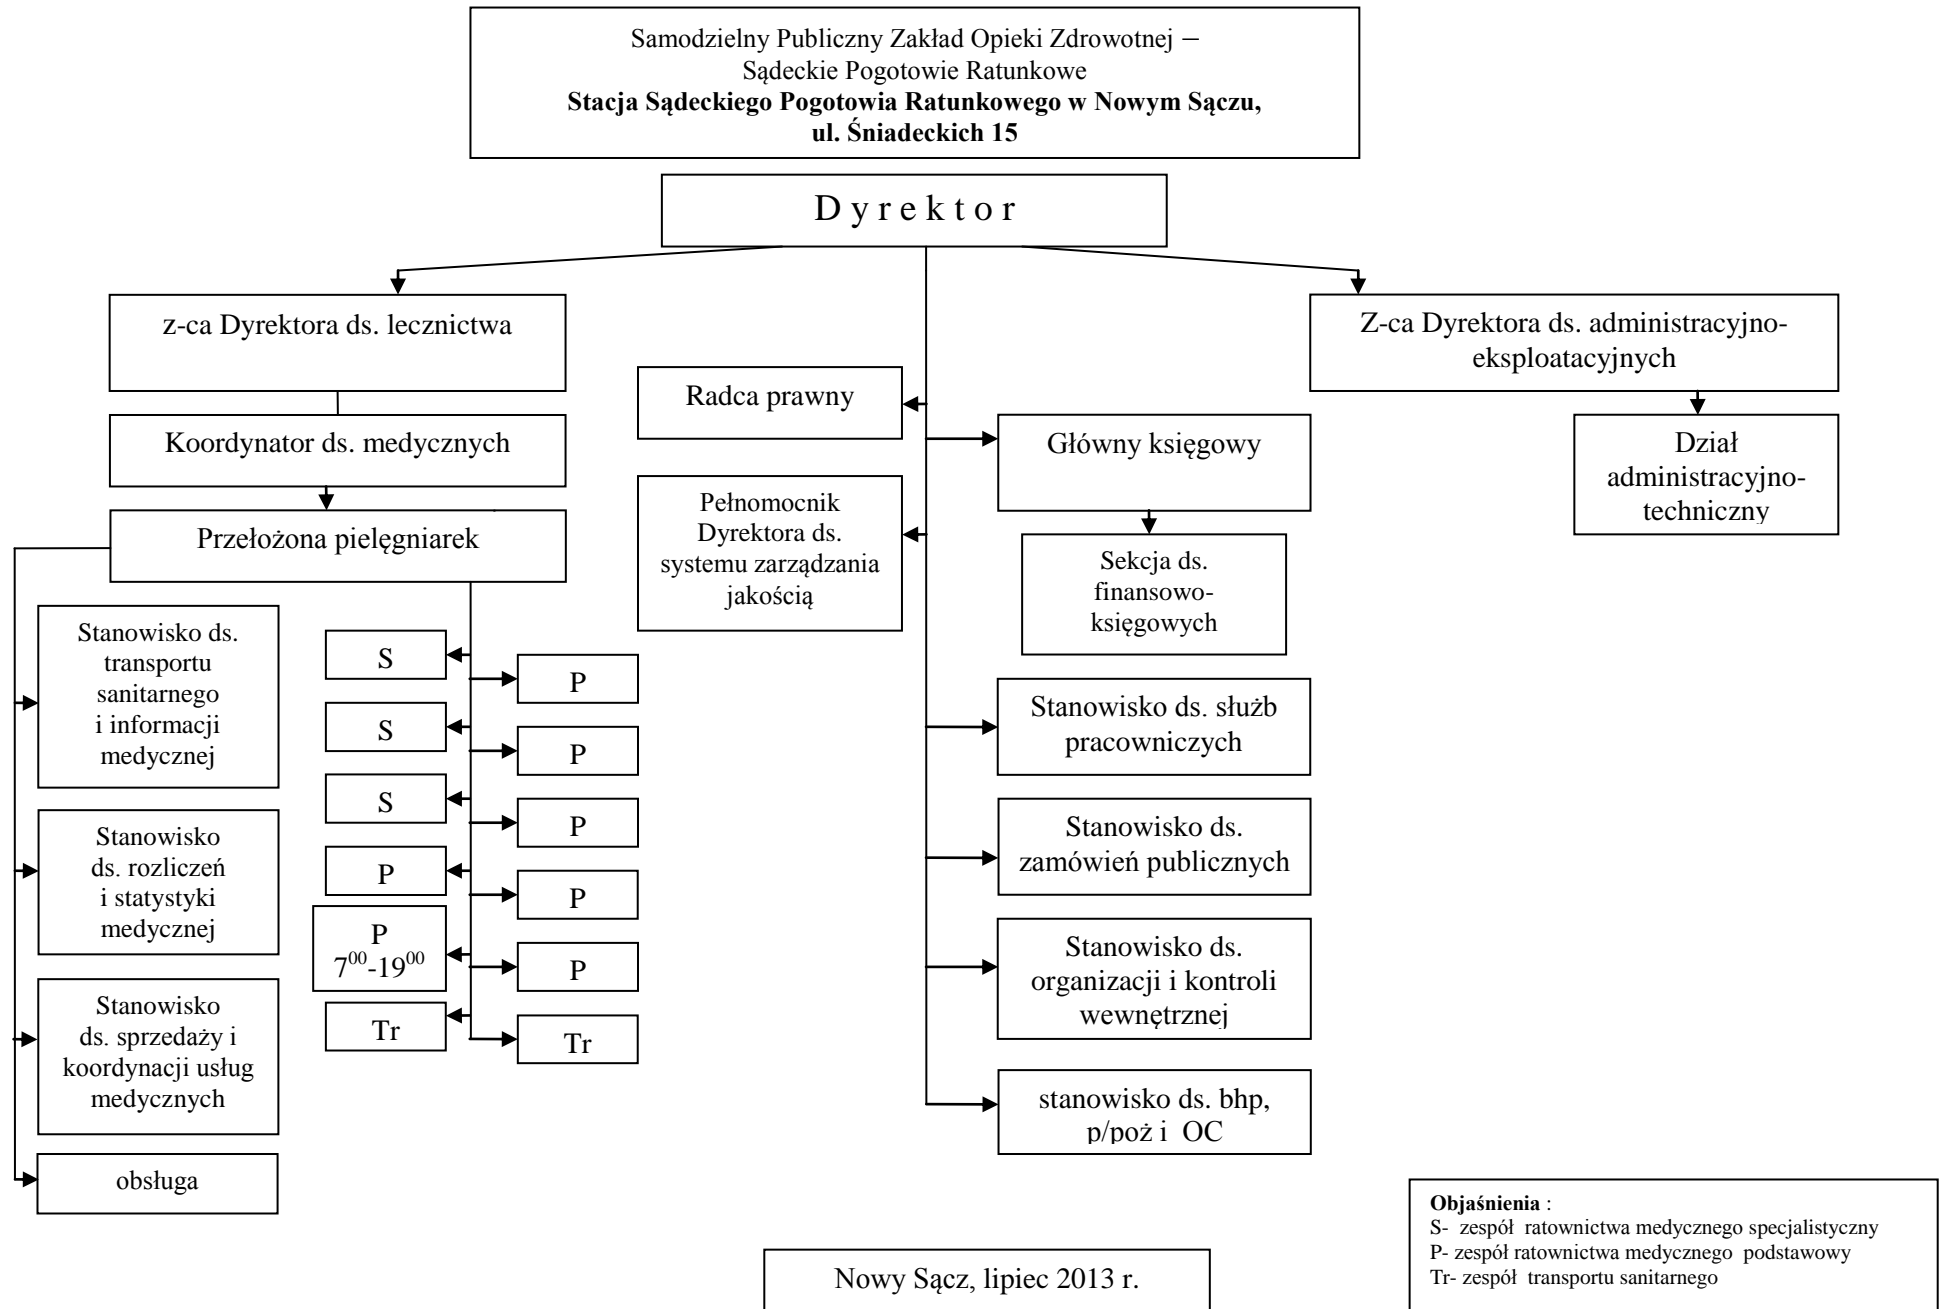 Samodzielny Publiczny Zakład Opieki Zdrowotnej –
Sądeckie Pogotowie Ratunkowe
Stacja Sądeckiego Pogotowia Ratunkowego w Nowym Sączu,
ul. Śniadeckich 15
D y r e k t o r
z-ca Dyrektora ds. lecznictwa
Koordynator ds. medycznych
Przełożona pielęgniarek
Stanowisko ds.
transportu
sanitarnego
i informacji
medycznej
Stanowisko
ds. rozliczeń
i statystyki
medycznej
Stanowisko
ds. sprzedaży i
koordynacji usług
medycznych
obsługa
S
S
S
P
P
7⁰⁰-19⁰⁰
Tr
P
P
P
P
P
Tr
Radca prawny
Pełnomocnik
Dyrektora ds.
systemu zarządzania
jakością
Główny księgowy
Sekcja ds.
finansowo-
księgowych
Stanowisko ds. służb
pracowniczych
Stanowisko ds.
zamówień publicznych
Stanowisko ds.
organizacji i kontroli
wewnętrznej
stanowisko ds. bhp,
p/poż i OC
Z-ca Dyrektora ds. administracyjno-
eksploatacyjnych
Dział
administracyjno-
techniczny
Nowy Sącz, lipiec 2013 r.
Objaśnienia :
S- zespół ratownictwa medycznego specjalistyczny
P- zespół ratownictwa medycznego podstawowy
Tr- zespół transportu sanitarnego